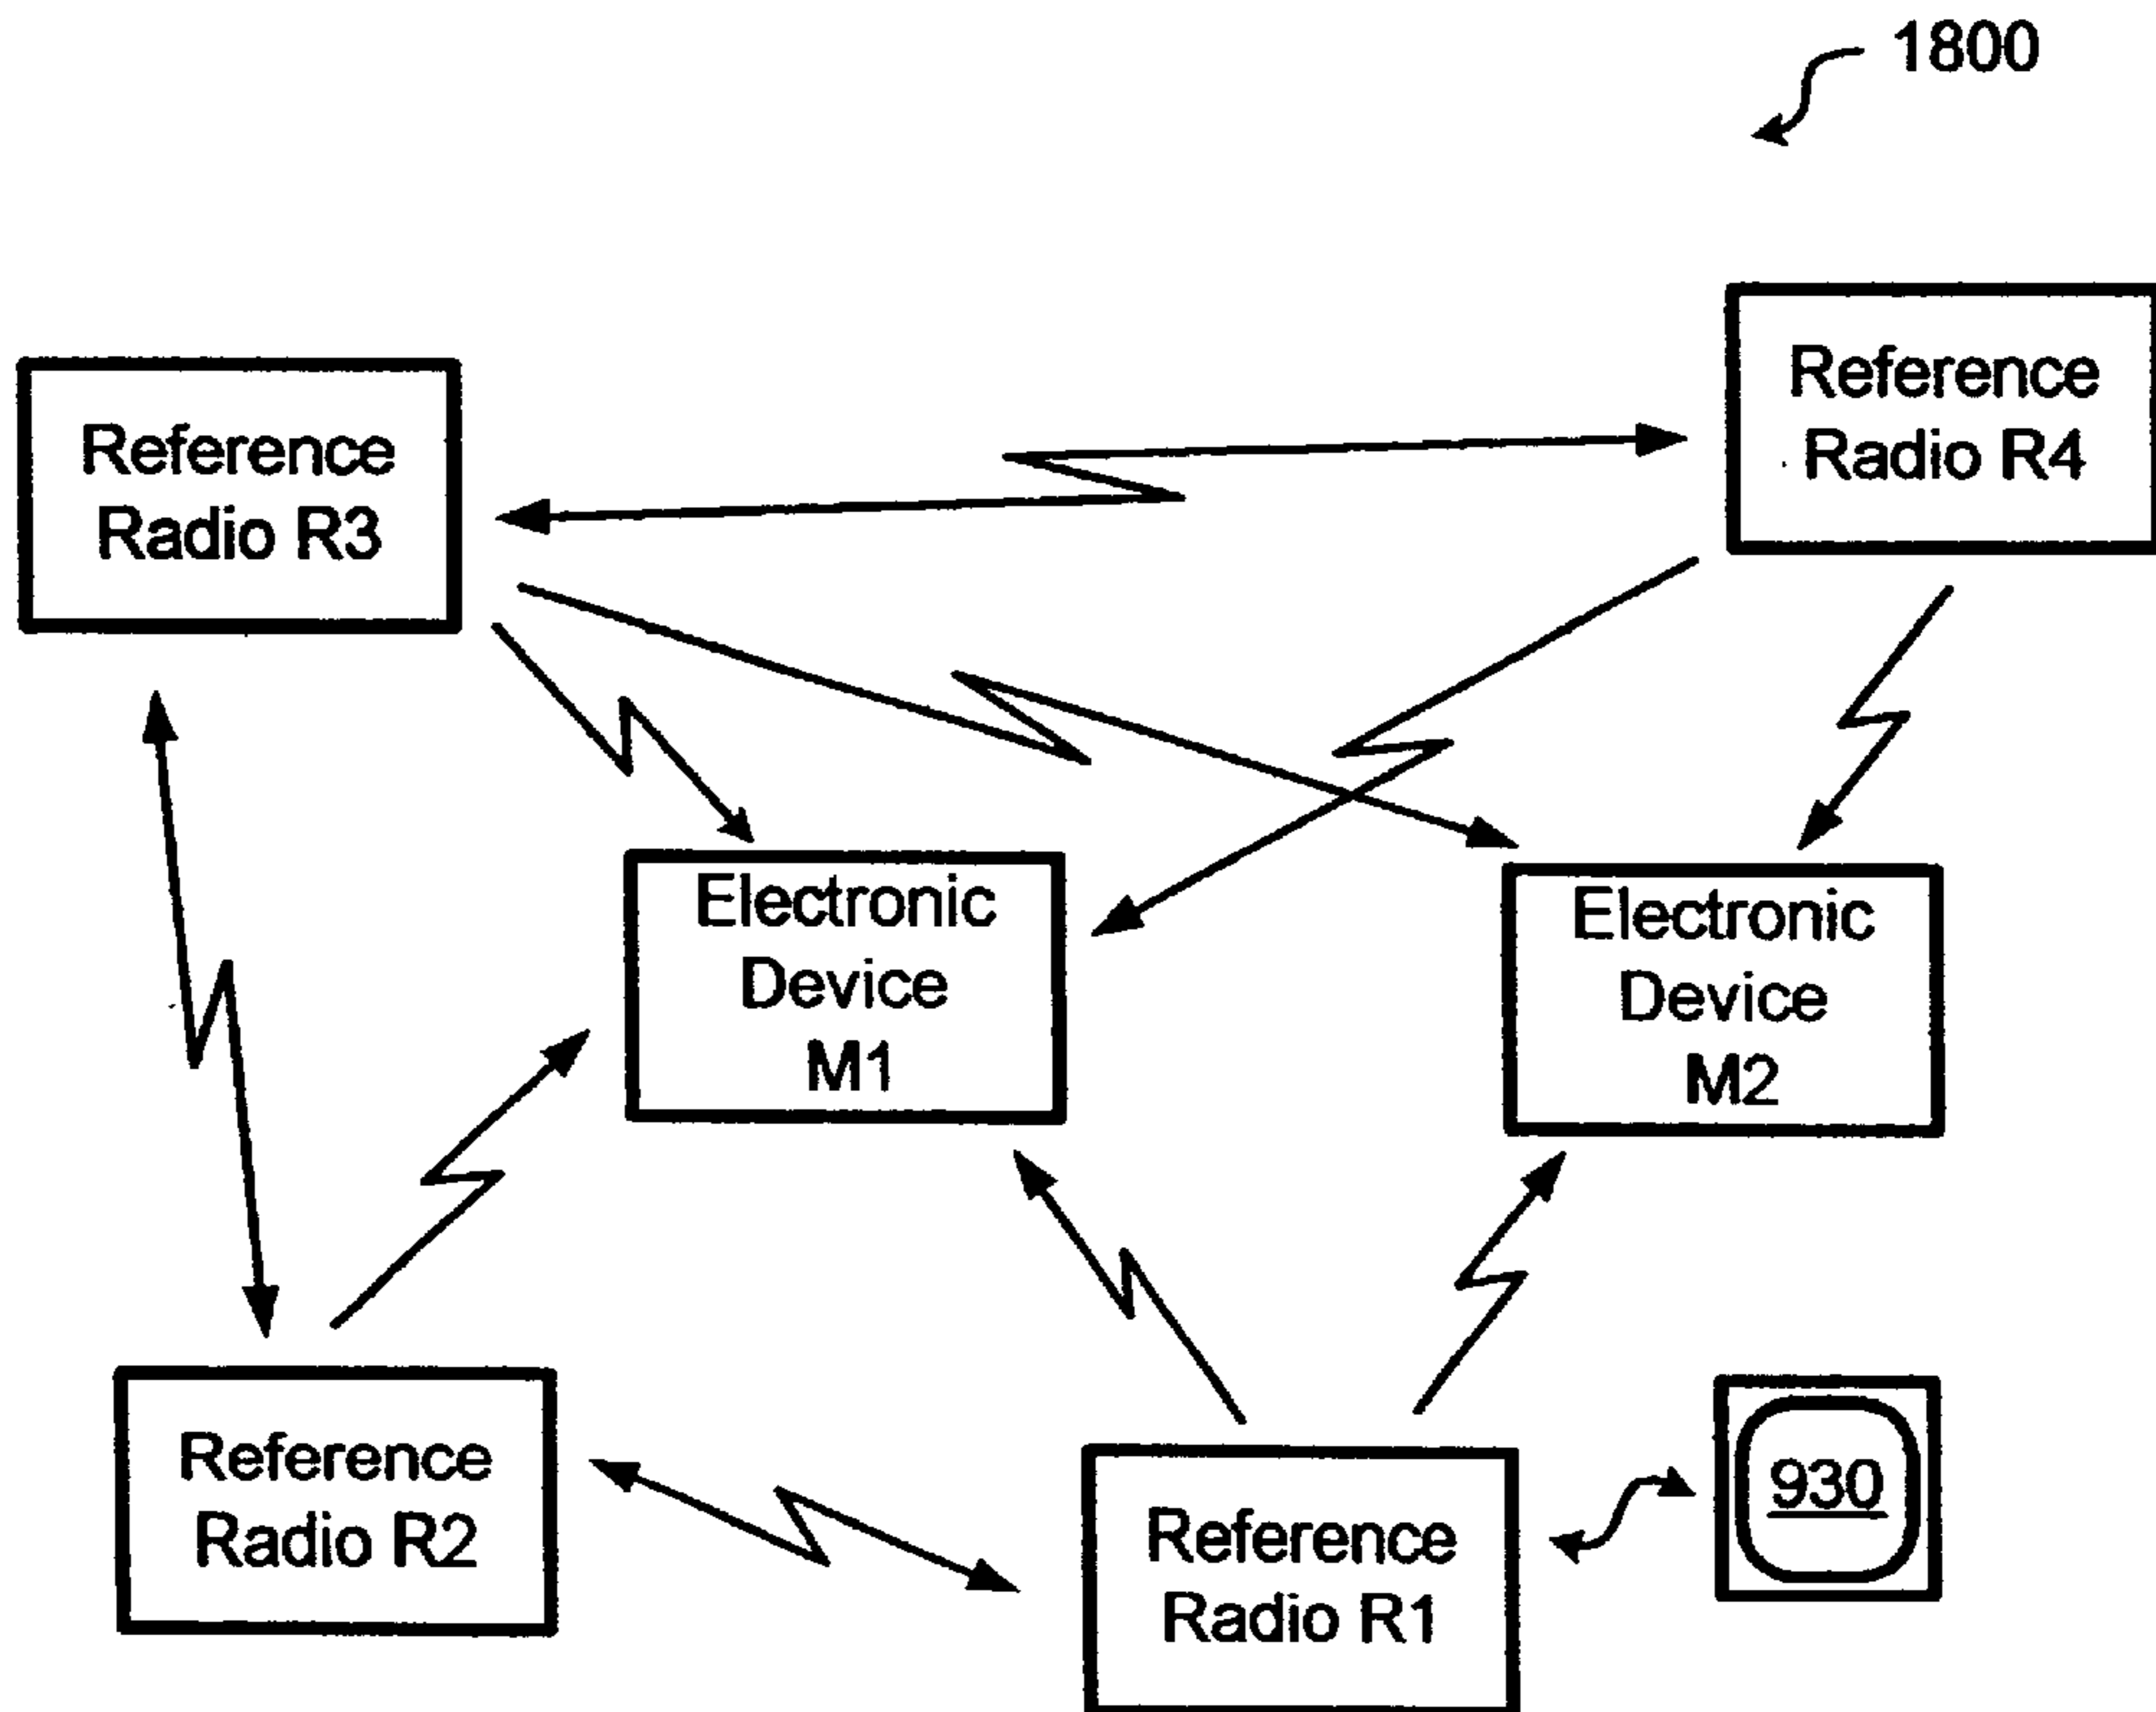 1800
Reference
Radio R4
Reference
Radio R3
Electronic
Device
M1
Electronic
Device
M2
Reference
Radio R2
Reference
Radio R1
930